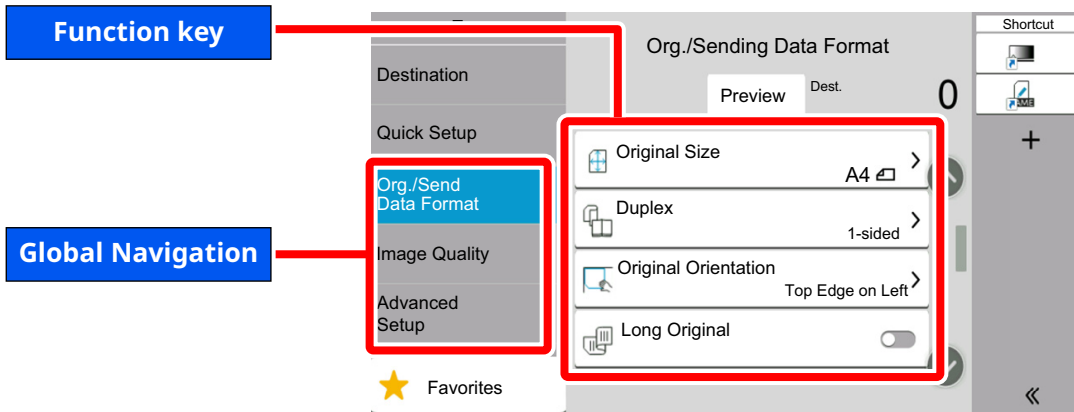 Function key
Global Navigation
Destination
Quick Setup
Org./Send
Data Format
Image Quality
Advanced
Setup
Favorites
Org./Sending Data Format
Preview
Dest.
0
Original Size
A4
Duplex
1-sided
Original Orientation
Top Edge on Left
Long Original
Shortcut